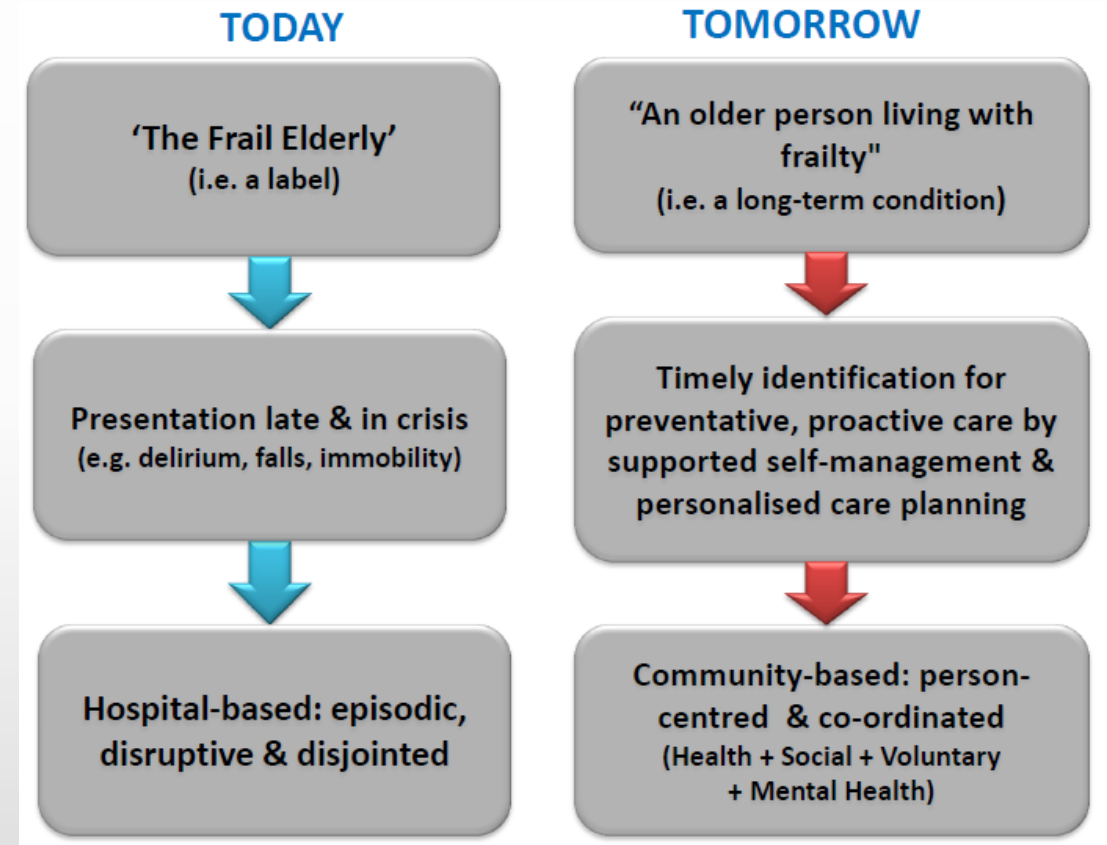 TODAY
‘The Frail Elderly’
(i.e. a label)
Presentation late & in crisis
(e.g. delirium, falls, immobility)
Hospital-based: episodic,
disruptive & disjointed
TOMORROW
“An older person living with
frailty"
(i.e. a long-term condition)
Timely identification for
preventative, proactive care by
supported self-management &
personalised care planning
Community-based: person-
centred & co-ordinated
(Health + Social + Voluntary
+ Mental Health)